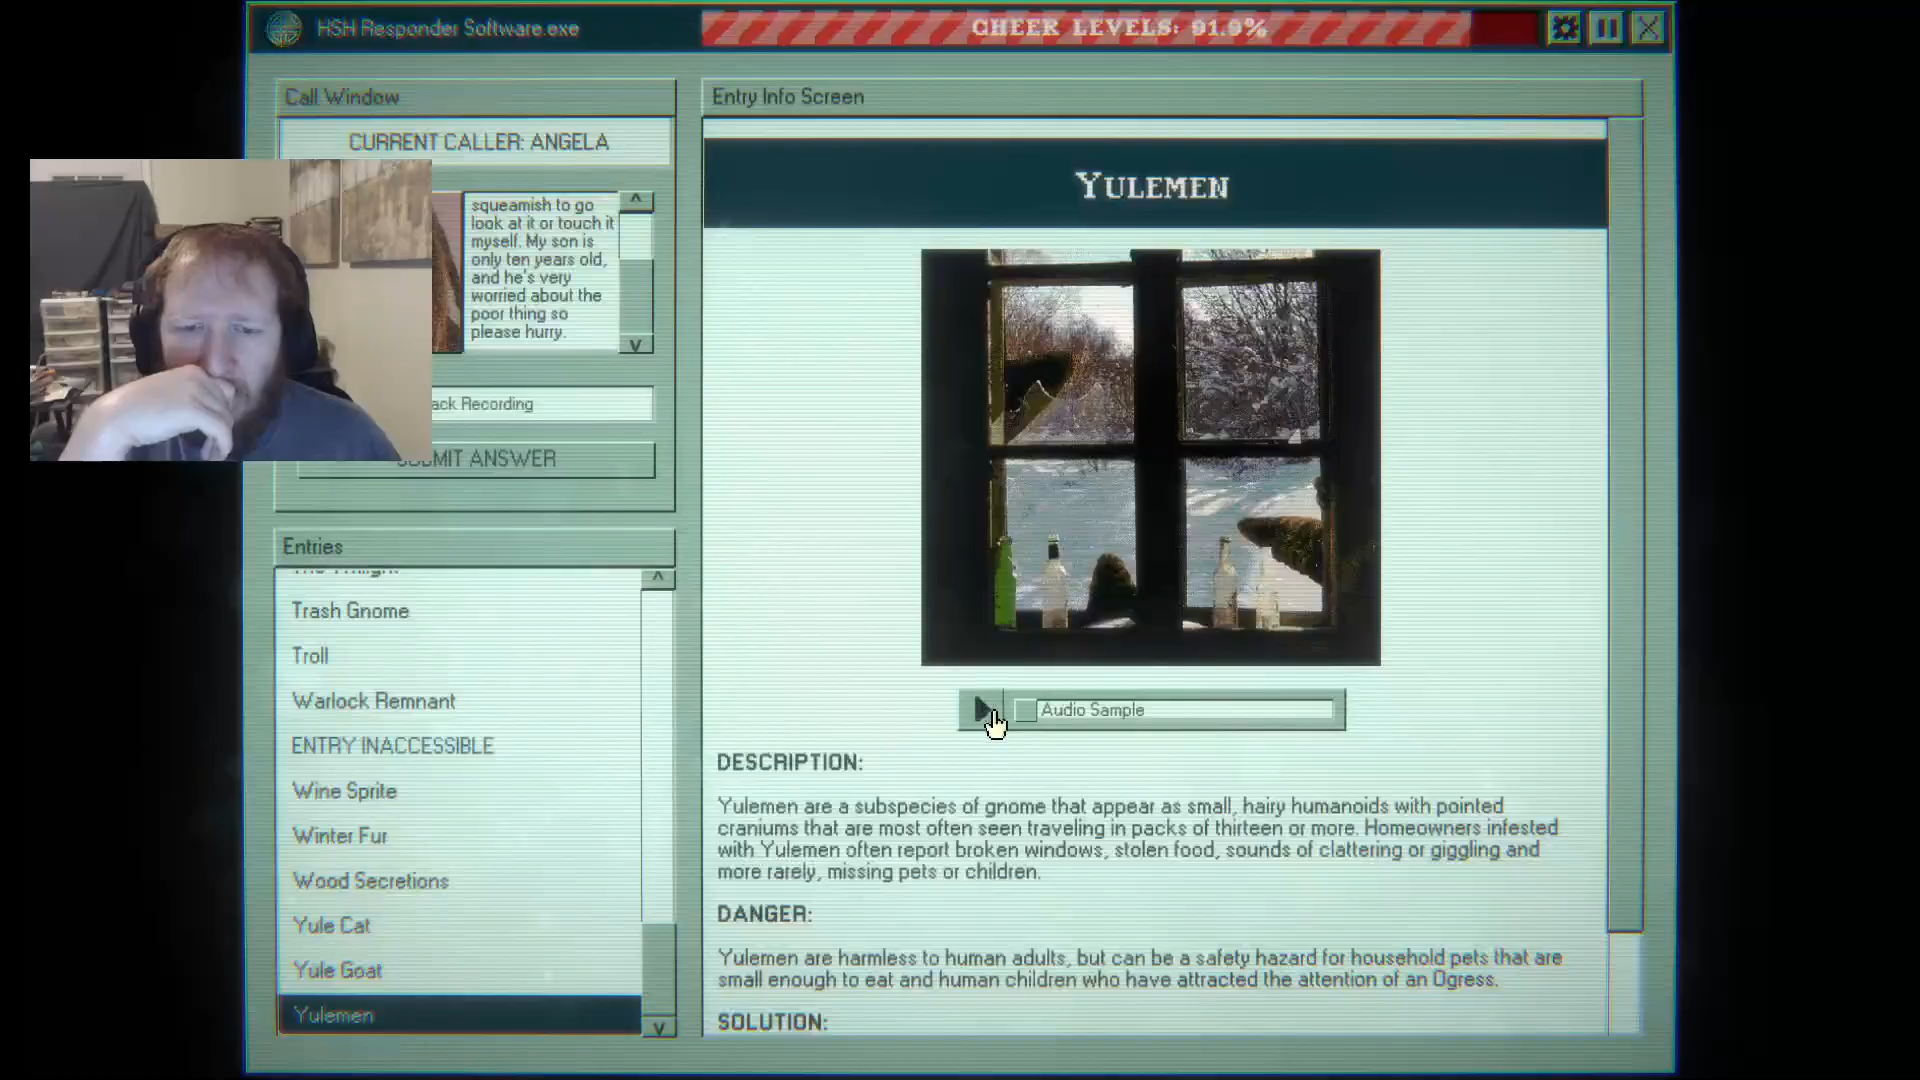 HSH Responder Software.exe
CHEER LEVELS: 91.9%
Call Window
CURRENT CALLER: ANGELA
squeamish to go
look at it or touch it
myself. My son is
only ten years old,
and he's very
worried about the
poor thing so
please hurry.
ack Recording
SUBMIT ANSWER
Entries
Trash Gnome
Troll
Warlock Remnant
ENTRY INACCESSIBLE
Wine Sprite
Winter Fur
Wood Secretions
Yule Cat
Yule Goat
Yulemen
Entry Info Screen
YULEMEN
Audio Sample
DESCRIPTION:
Yulemen are a subspecies of gnome that appear as small, hairy humanoids with pointed
craniums that are most often seen traveling in packs of thirteen or more. Homeowners infested
with Yulemen often report broken windows, stolen food, sounds of clattering or giggling and
more rarely, missing pets or children.
DANGER:
Yulemen are harmless to human adults, but can be a safety hazard for household pets that are
small enough to eat and human children who have attracted the attention of an Ogress.
SOLUTION: